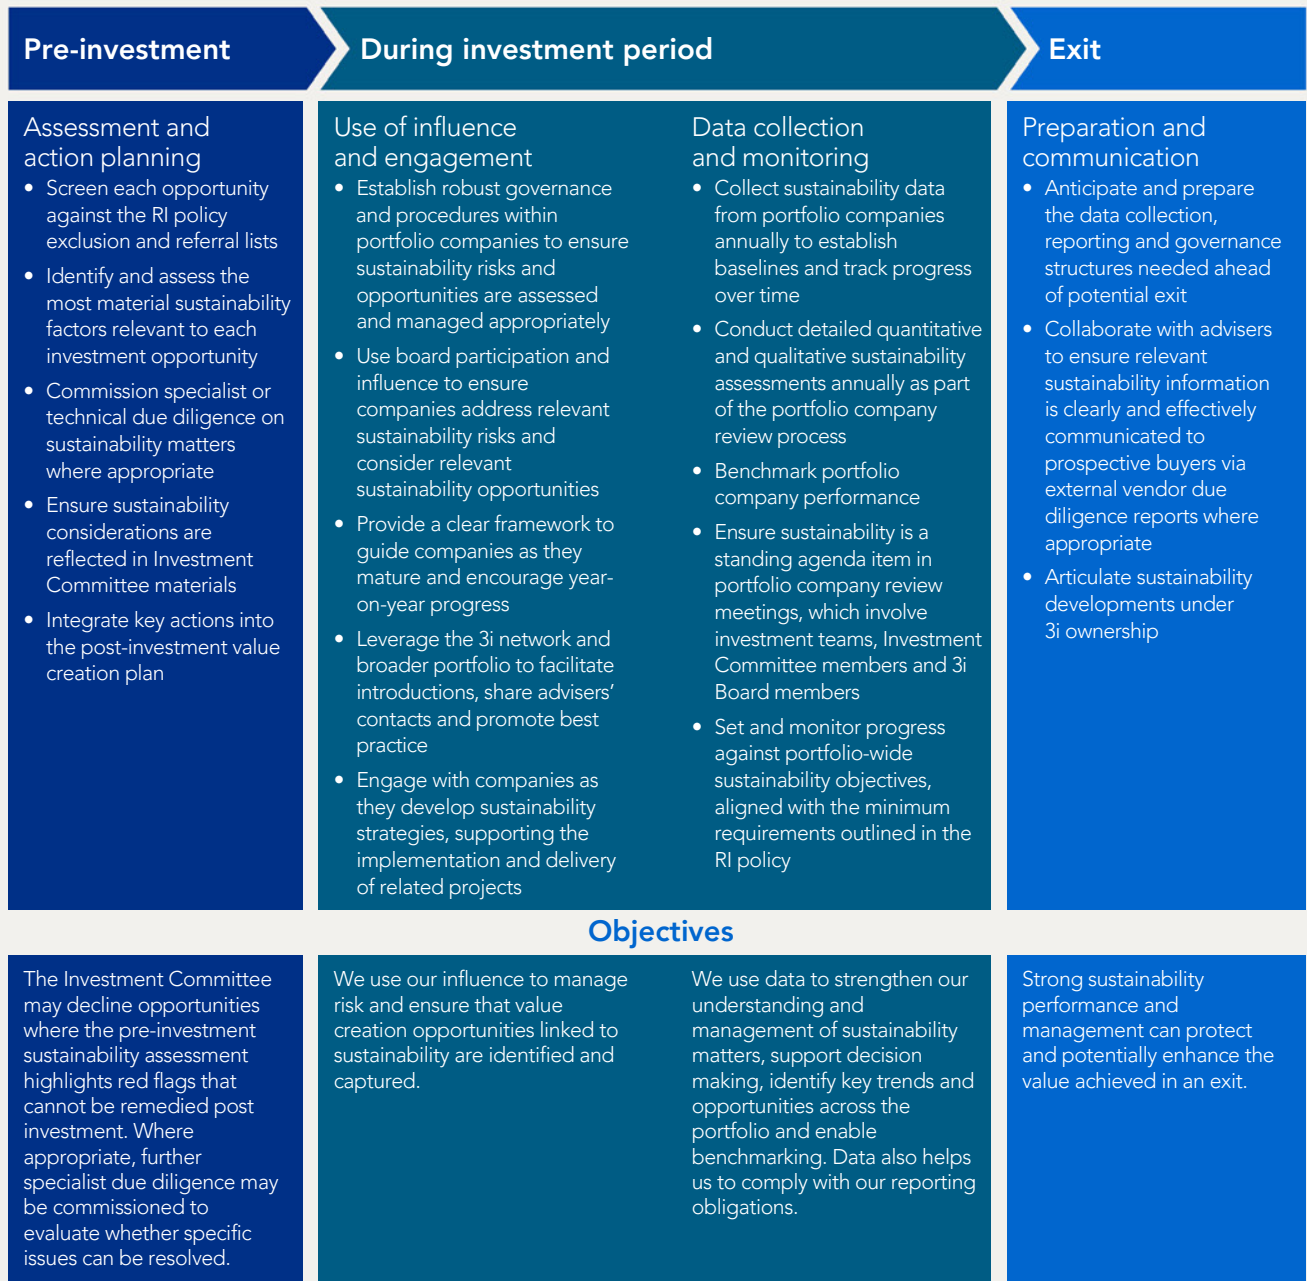 Pre-investment
During investment period
Exit
Assessment and
action planning
• Screen each opportunity
against the RI policy
exclusion and referral lists
• Identify and assess the
most material sustainability
factors relevant to each
investment opportunity
• Commission specialist or
technical due diligence on
sustainability matters
where appropriate
• Ensure sustainability
considerations are
reflected in Investment
Committee materials
• Integrate key actions into
the post-investment value
creation plan
Use of influence
and engagement
• Establish robust governance
and procedures within
portfolio companies to ensure
sustainability risks and
opportunities are assessed
and managed appropriately
• Use board participation and
influence to ensure
companies address relevant
sustainability risks and
consider relevant
sustainability opportunities
• Provide a clear framework to
guide companies as they
mature and encourage year-
on-year progress
• Leverage the 3i network and
broader portfolio to facilitate
introductions, share advisers’
contacts and promote best
practice
• Engage with companies as
they develop sustainability
strategies, supporting the
implementation and delivery
of related projects
Data collection
and monitoring
• Collect sustainability data
from portfolio companies
annually to establish
baselines and track progress
over time
• Conduct detailed quantitative
and qualitative sustainability
assessments annually as part
of the portfolio company
review process
• Benchmark portfolio
company performance
• Ensure sustainability is a
standing agenda item in
portfolio company review
meetings, which involve
investment teams, Investment
Committee members and 3i
Board members
• Set and monitor progress
against portfolio-wide
sustainability objectives,
aligned with the minimum
requirements outlined in the
RI policy
Preparation and
communication
• Anticipate and prepare
the data collection,
reporting and governance
structures needed ahead
of potential exit
• Collaborate with advisers
to ensure relevant
sustainability information
is clearly and effectively
communicated to
prospective buyers via
external vendor due
diligence reports where
appropriate
• Articulate sustainability
developments under
3i ownership
Objectives
The Investment Committee
may decline opportunities
where the pre-investment
sustainability assessment
highlights red flags that
cannot be remedied post
investment. Where
appropriate, further
specialist due diligence may
be commissioned to
evaluate whether specific
issues can be resolved.
We use our influence to manage
risk and ensure that value
creation opportunities linked to
sustainability are identified and
captured.
We use data to strengthen our
understanding and
management of sustainability
matters, support decision
making, identify key trends and
opportunities across the
portfolio and enable
benchmarking. Data also helps
us to comply with our reporting
obligations.
Strong sustainability
performance and
management can protect
and potentially enhance the
value achieved in an exit.